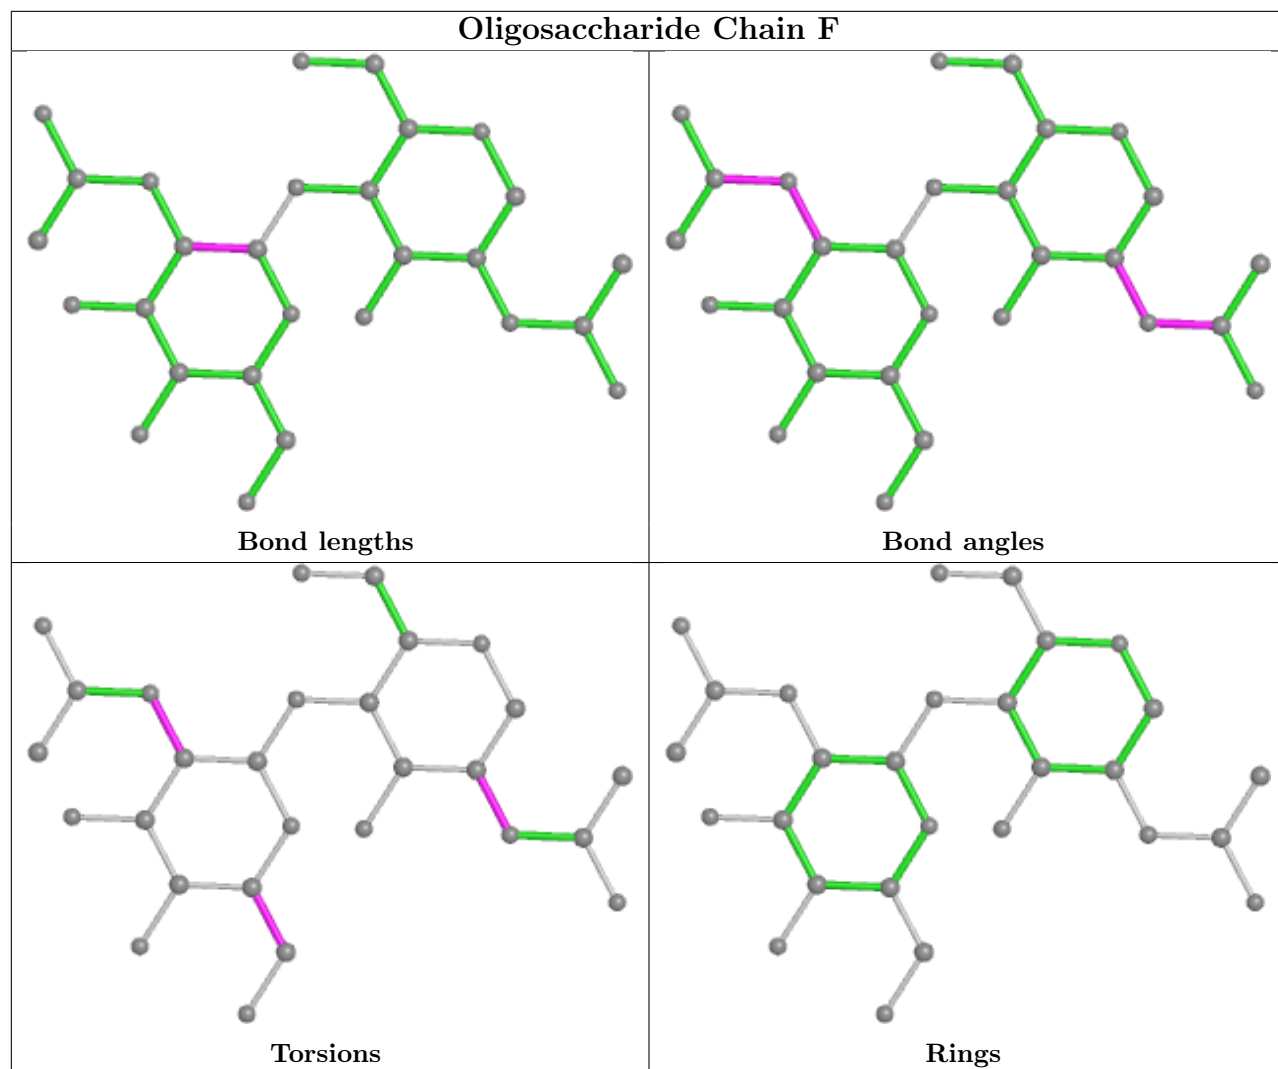 Oligosaccharide Chain F
Bond lengths
Bond angles
Torsions
Rings